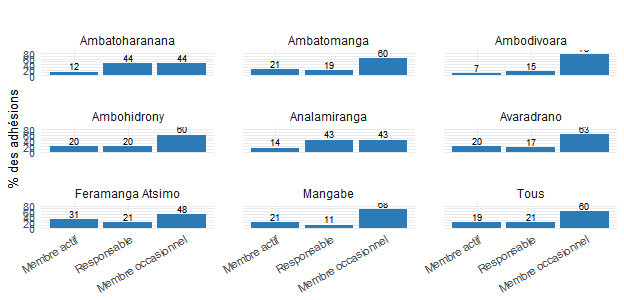 Ambatoharanana
Ambatomanga
Ambodivoara
80
60
40
20
0
12
44
44
21
19
60
7
15
Ambohidrony
Analamiranga
Avaradrano
80
60
40
20
0
20
20
60
14
43
43
20
17
63
Feramanga Atsimo
Mangabe
Tous
80
60
40
20
0
31
21
48
21
11
68
19
21
60
Membre actif
Responsable
Membre occasionnel
Membre actif
Responsable
Membre occasionnel
Membre actif
Responsable
Membre occasionnel
% des adhésions